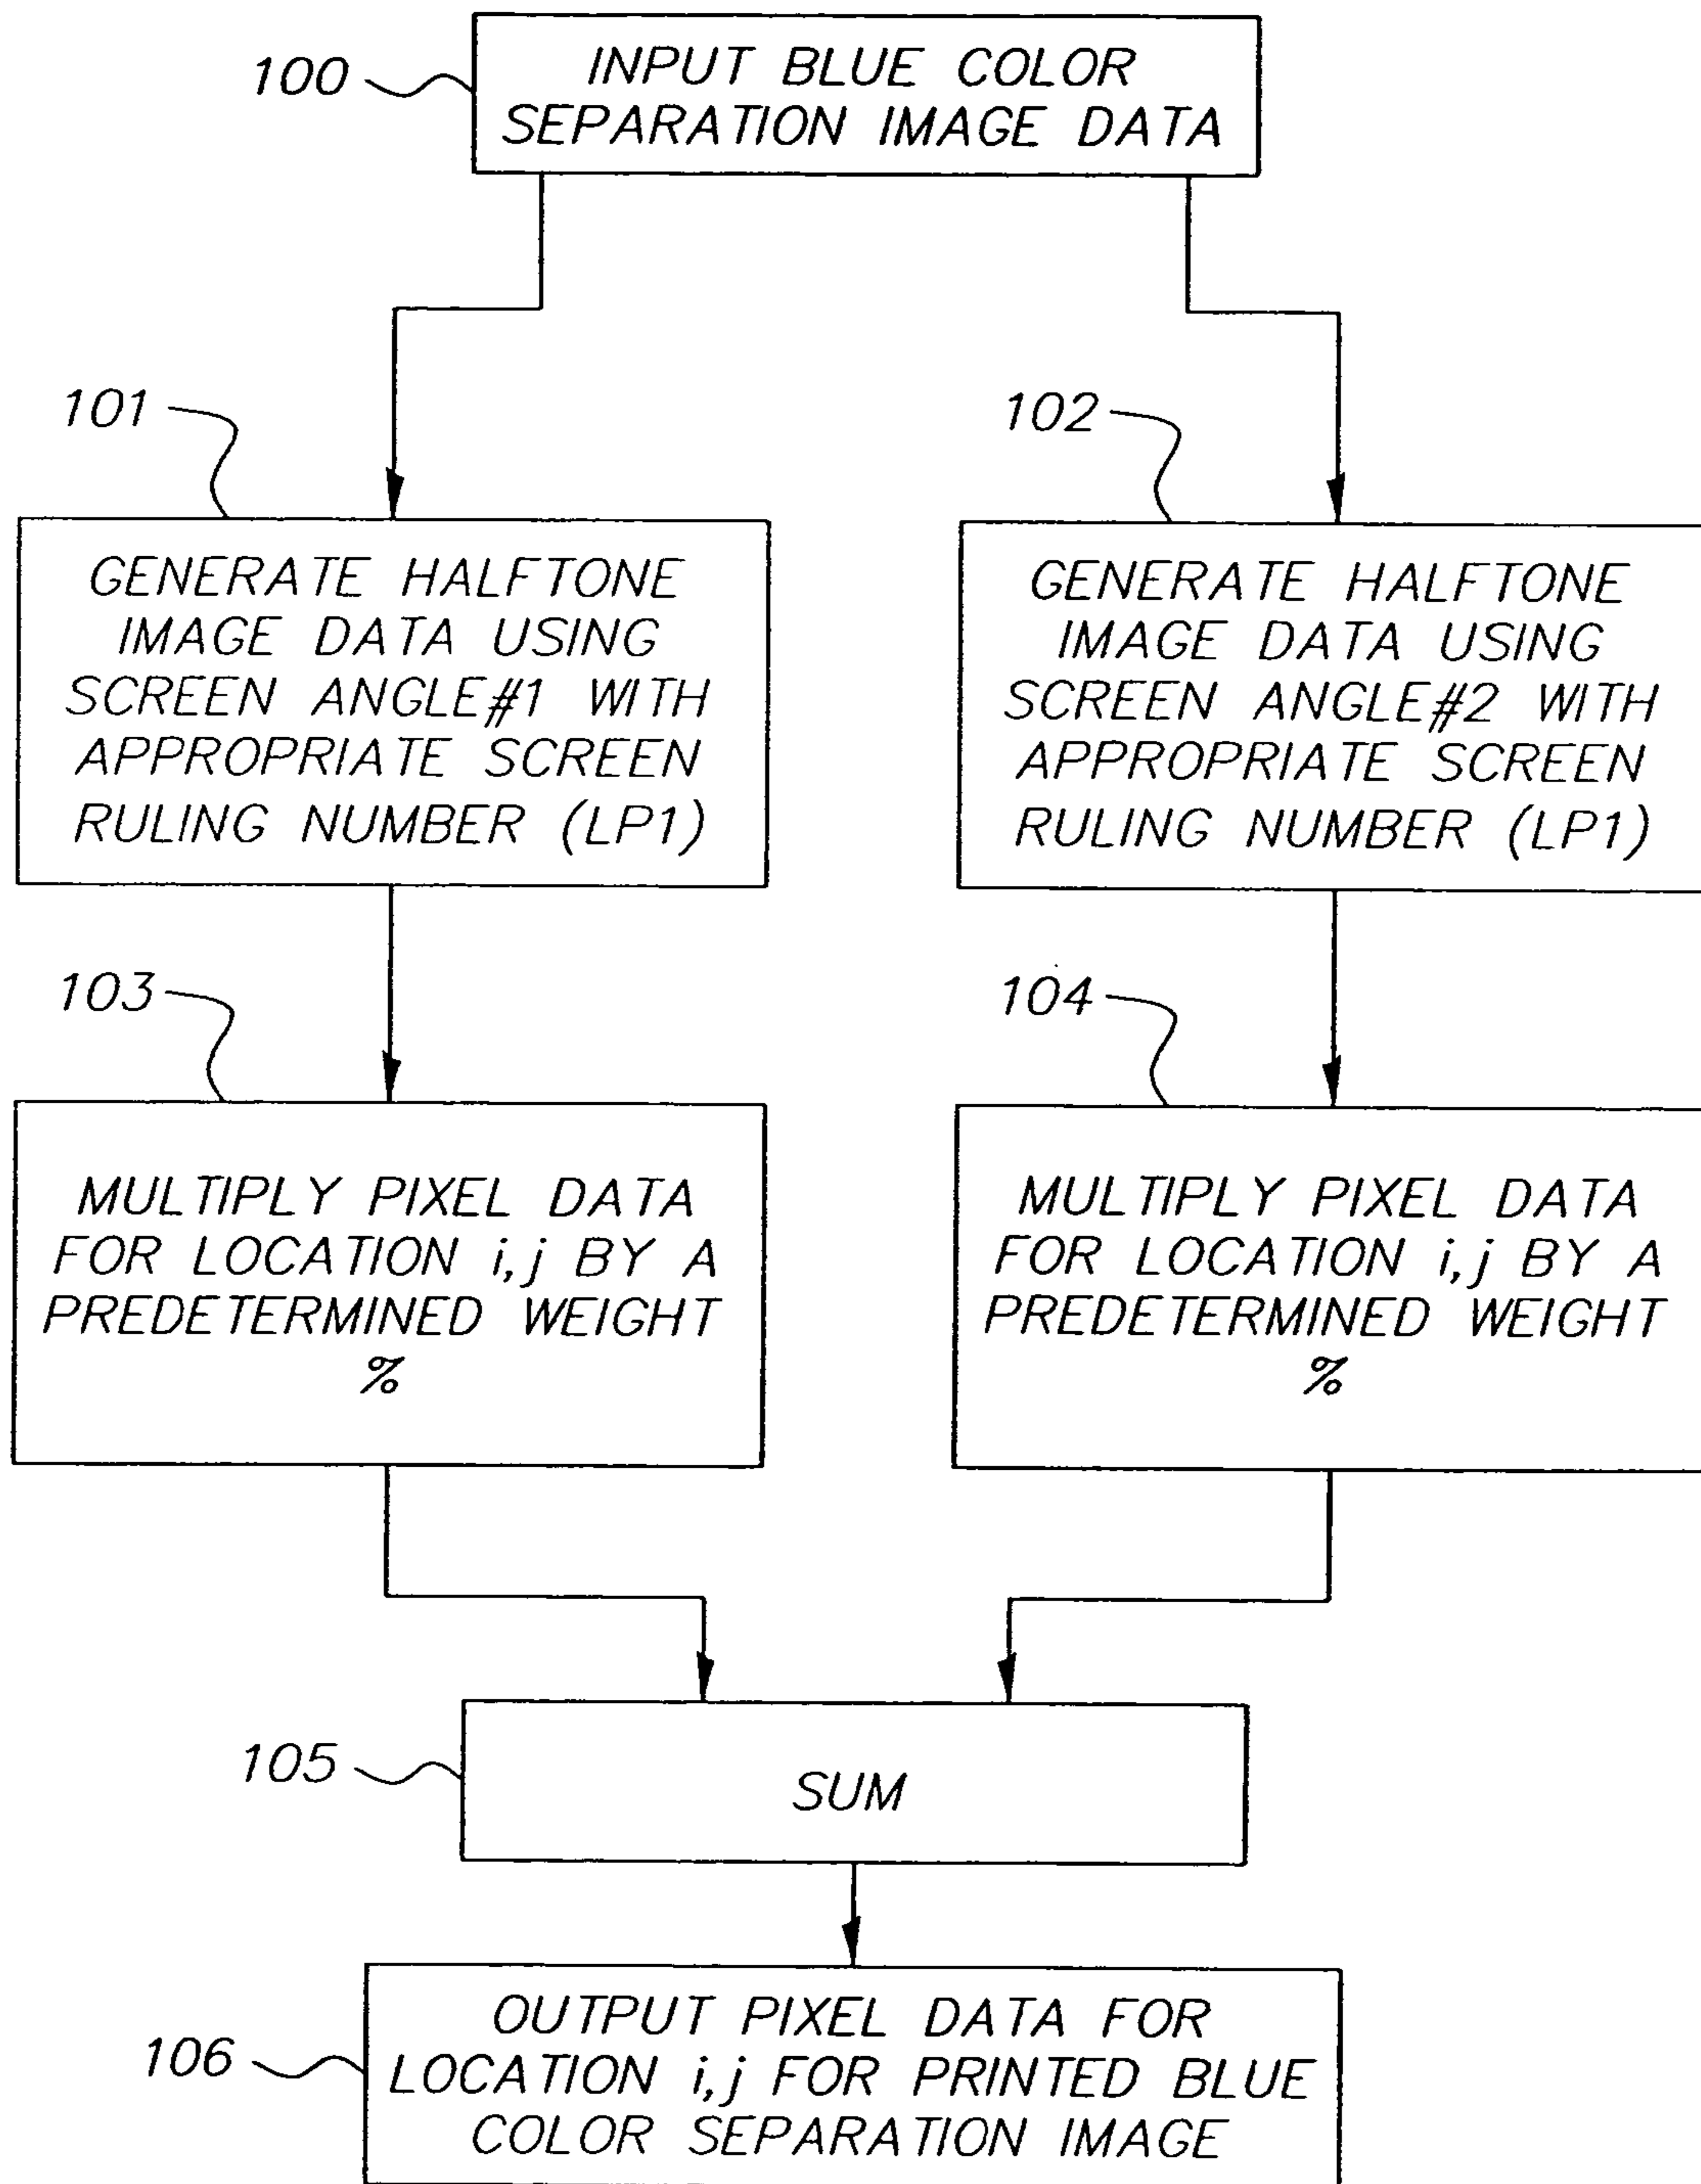 100
INPUT BLUE COLOR
SEPARATION IMAGE DATA
101
GENERATE HALFTONE
IMAGE DATA USING
SCREEN ANGLE#1 WITH
APPROPRIATE SCREEN
RULING NUMBER (LP1)
102
GENERATE HALFTONE
IMAGE DATA USING
SCREEN ANGLE#2 WITH
APPROPRIATE SCREEN
RULING NUMBER (LP1)
103
MULTIPLY PIXEL DATA
FOR LOCATION i,j BY A
PREDETERMINED WEIGHT
%
104
MULTIPLY PIXEL DATA
FOR LOCATION i,j BY A
PREDETERMINED WEIGHT
%
105
SUM
106
OUTPUT PIXEL DATA FOR
LOCATION i,j FOR PRINTED BLUE
COLOR SEPARATION IMAGE